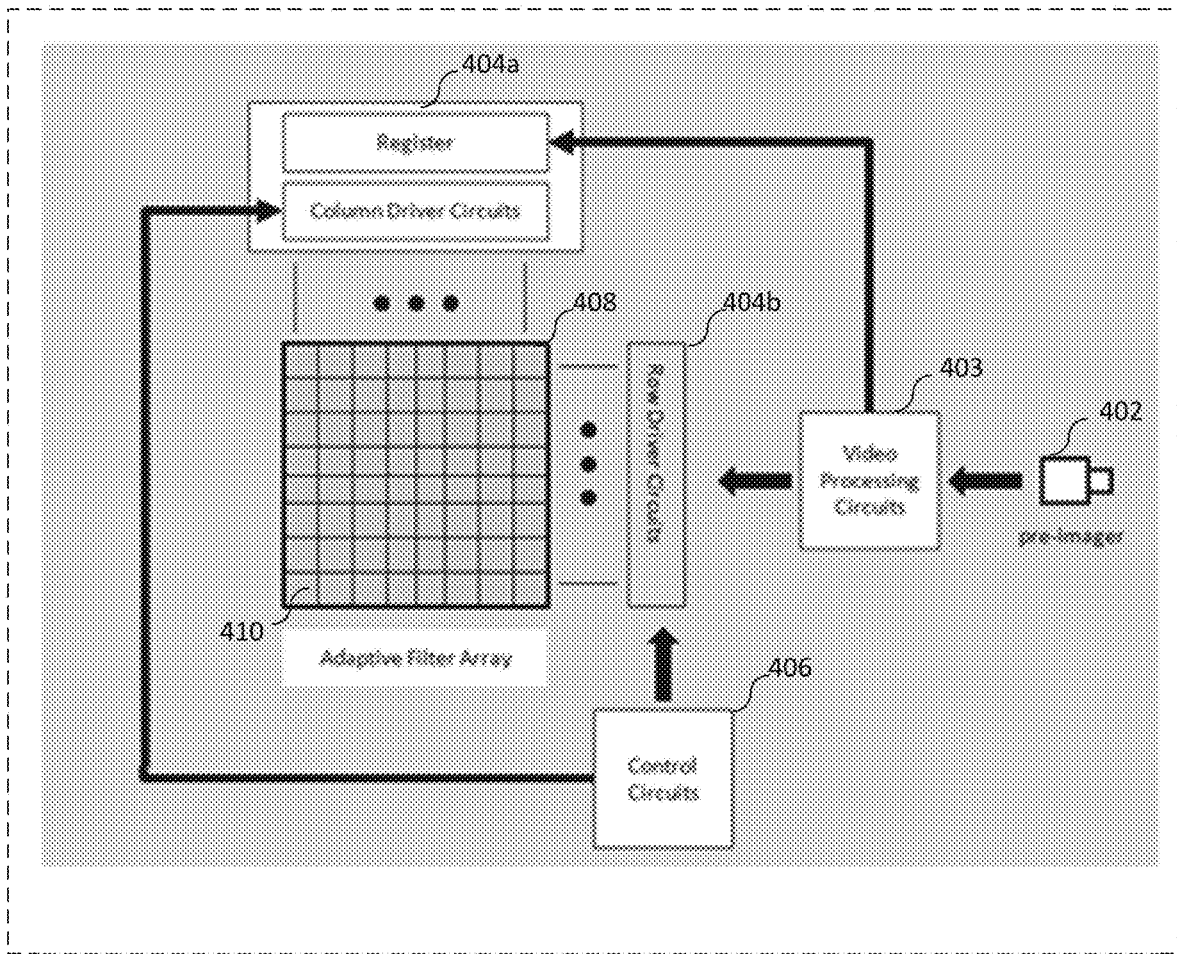 404a
Register
Column Driver Circuits
408
404b
Row Driver Circuits
403
402
Video
Processing
Circuits
pre-imager
410
Adaptive Filter Array
406
Control
Circuits